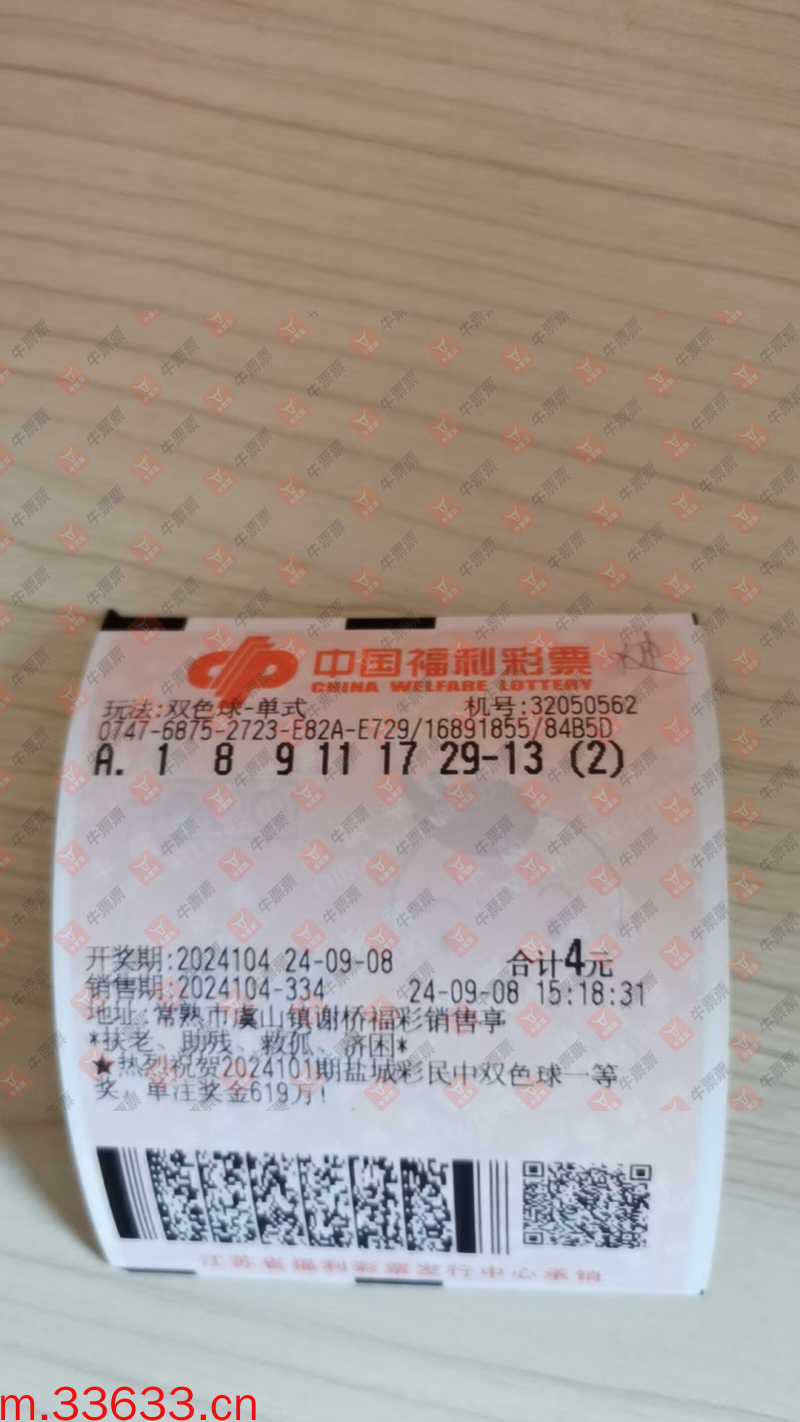 中国福利彩票
CHINA WELFARE LOTTERY
玩法:双色球-单式 机号:32050562
0747-6875-2723-E82A-E729/16891855/84B5D
A. 1 8 9 11 17 29-13 (2)
开奖期:2024104 24-09-08 合计4元
销售期:2024104-334 24-09-08 15:18:31
地址:常熟市虞山镇谢桥福彩销售亭
*扶老、助残、救孤、济困*
★热烈祝贺2024101期盐城彩民中双色球一等
奖，单注奖金619万!
江苏省福利彩票发行中心承销
牛票票
m.33633.cn